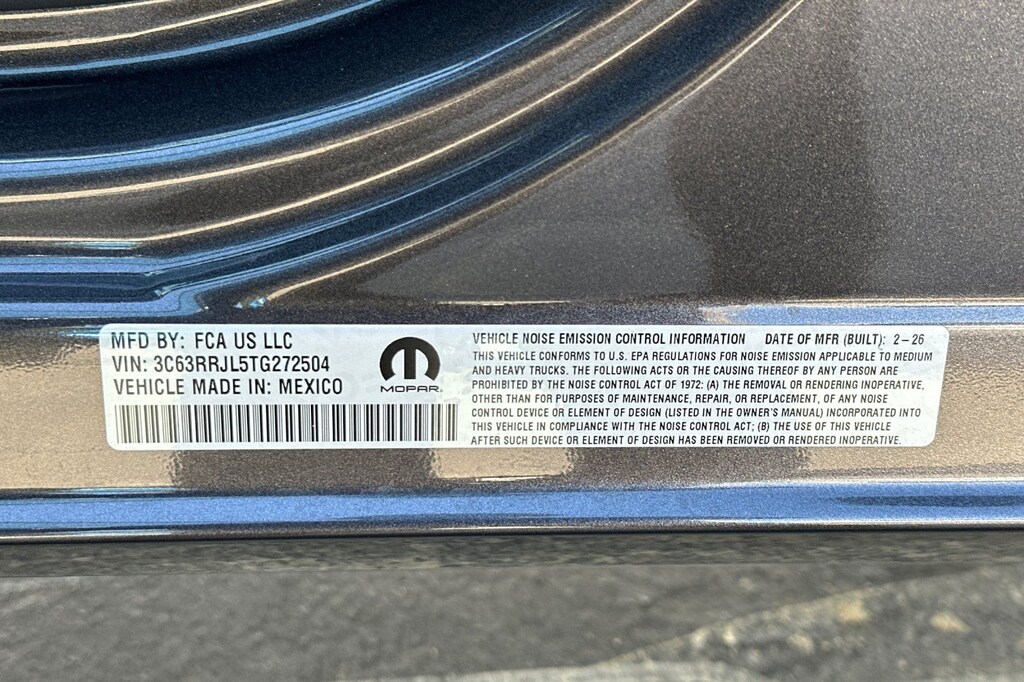 MFD BY: FCA US LLC
VIN: 3C63RRJL5TG272504
VEHICLE MADE IN: MEXICO
MOPAR
VEHICLE NOISE EMISSION CONTROL INFORMATION DATE OF MFR (BUILT): 2-26
THIS VEHICLE CONFORMS TO U.S. EPA REGULATIONS FOR NOISE EMISSION APPLICABLE TO MEDIUM
AND HEAVY TRUCKS. THE FOLLOWING ACTS OR THE CAUSING THEREOF BY ANY PERSON ARE
PROHIBITED BY THE NOISE CONTROL ACT OF 1972: (A) THE REMOVAL OR RENDERING INOPERATIVE,
OTHER THAN FOR PURPOSES OF MAINTENANCE, REPAIR, OR REPLACEMENT, OF ANY NOISE
CONTROL DEVICE OR ELEMENT OF DESIGN (LISTED IN THE OWNER'S MANUAL) INCORPORATED INTO
THIS VEHICLE IN COMPLIANCE WITH THE NOISE CONTROL ACT; (B) THE USE OF THIS VEHICLE
AFTER SUCH DEVICE OR ELEMENT OF DESIGN HAS BEEN REMOVED OR RENDERED INOPERATIVE.